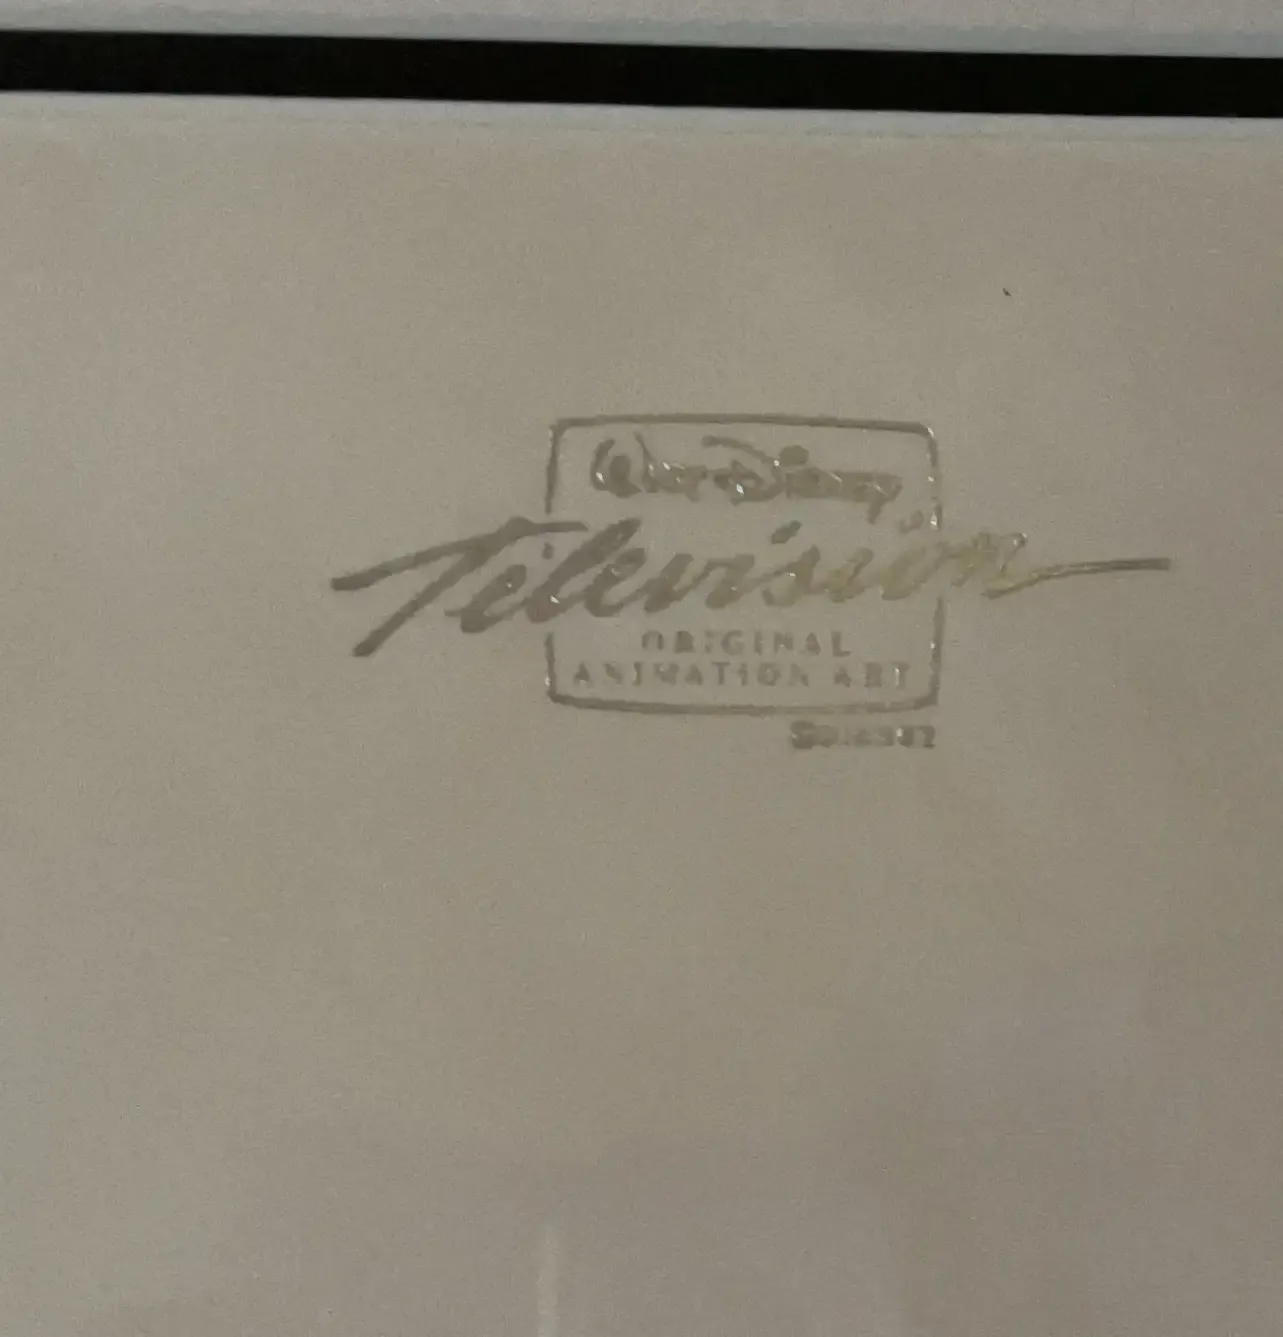 Walt Disney
Television
ORIGINAL
ANIMATION ART